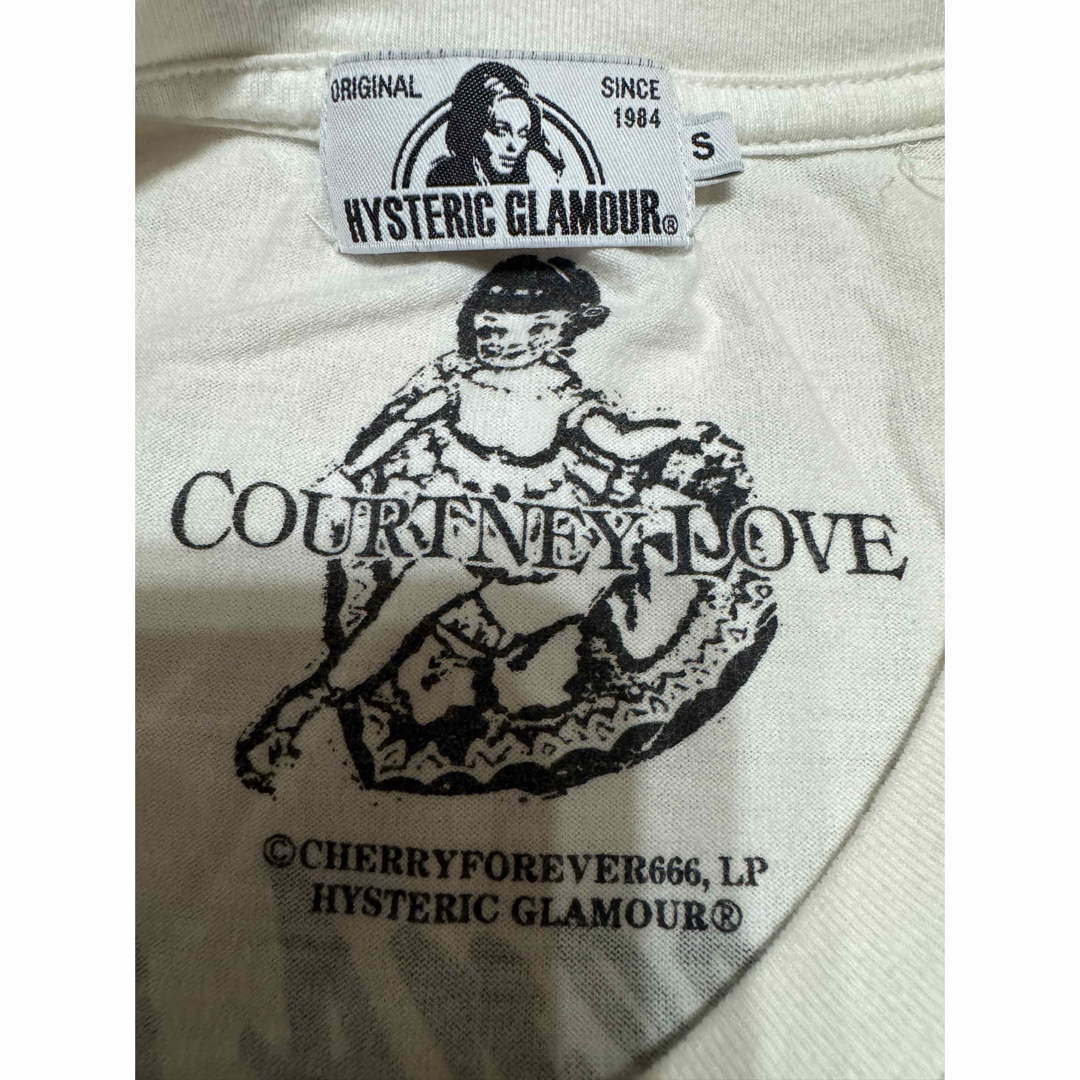 ORIGINAL SINCE
1984
HYSTERIC GLAMOUR®
S
COURTNEY LOVE
©CHERRYFOREVER666, LP
HYSTERIC GLAMOUR®